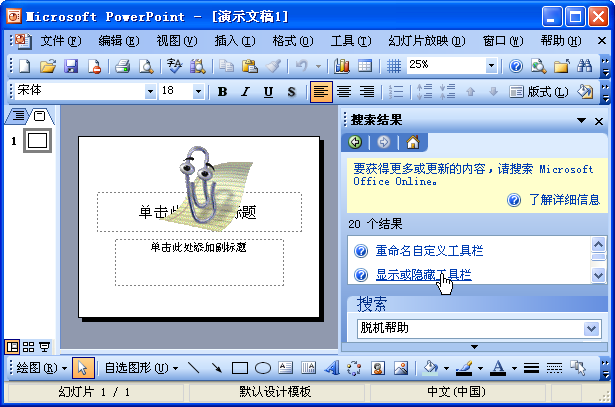 Microsoft PowerPoint - [演示文稿1]
文件(F) 编辑(E) 视图(V) 插入(I) 格式(O) 工具(T) 幻灯片放映(D) 窗口(W) 帮助(H)
25%
宋体 18 B I U S 版式(L)
搜索结果
1
要获得更多或更新的内容，请搜索 Microsoft
Office Online。
了解详细信息
20 个结果
单击此 标题
重命名自定义工具栏
单击此处添加副标题
显示或隐藏工具栏
搜索
脱机帮助
绘图(R) 自选图形(U)
幻灯片 1 / 1 默认设计模板 中文(中国)